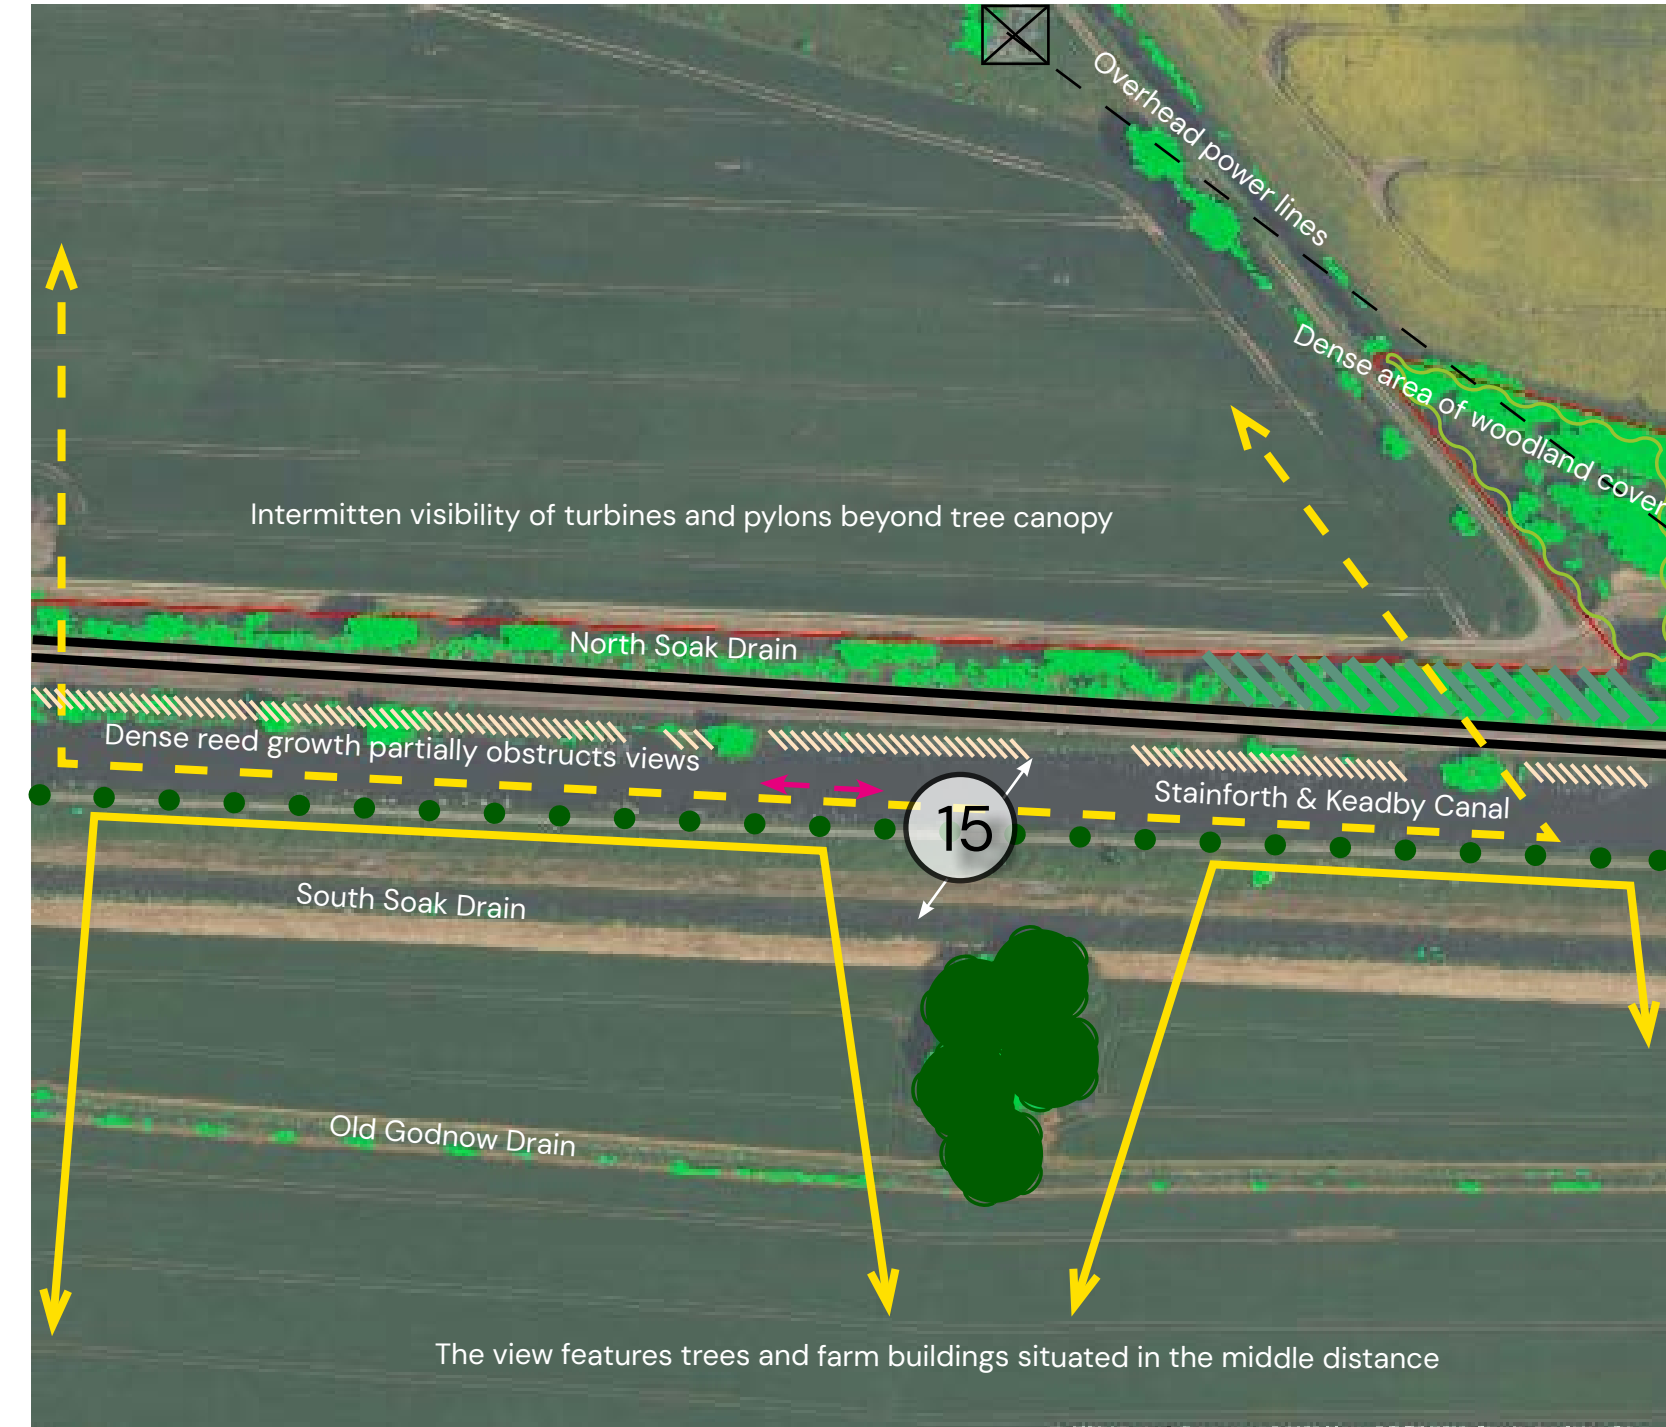 Overhead power lines
Dense area of woodland cover
Intermitten visibility of turbines and pylons beyond tree canopy
North Soak Drain
Dense reed growth partially obstructs views
Stainforth & Keadby Canal
15
South Soak Drain
Old Godnow Drain
The view features trees and farm buildings situated in the middle distance